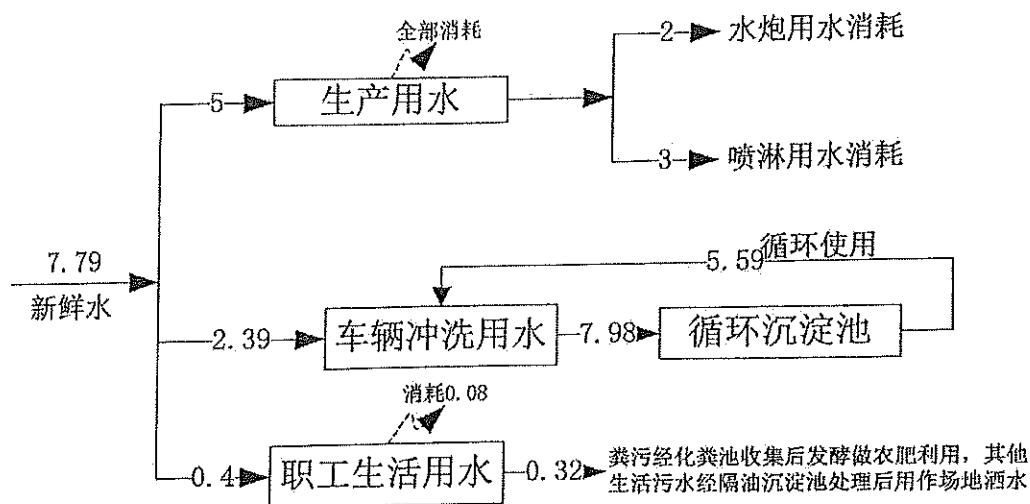 全部消耗
5
生产用水
2
水炮用水消耗
3
喷淋用水消耗
7.79
新鲜水
5.59
循环使用
2.39
车辆冲洗用水
7.98
循环沉淀池
消耗0.08
0.4
职工生活用水
0.32
粪污经化粪池收集后发酵做农肥利用，其他
生活污水经隔油沉淀池处理后用作场地洒水